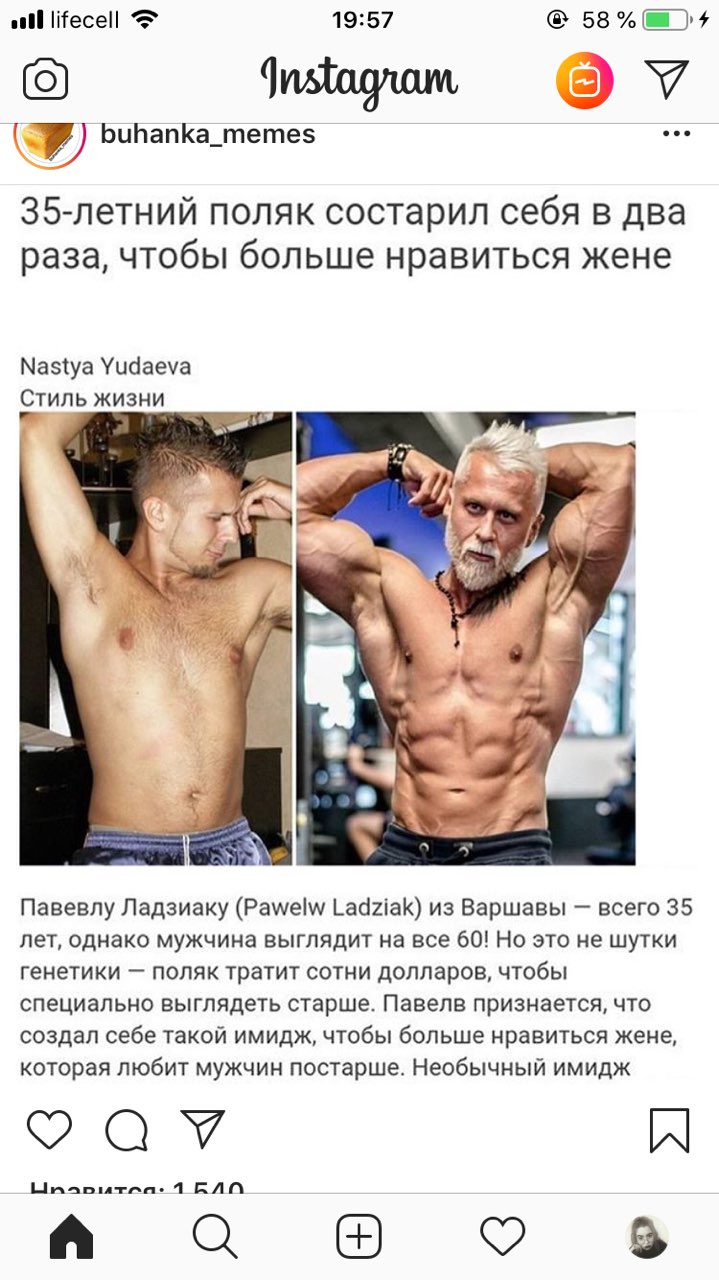 lifecell 19:57 58 %
Instagram
buhanka_memes
35-летний поляк состарил себя в два
раза, чтобы больше нравиться жене
Nastya Yudaeva
Стиль жизни
Павевлу Ладзиаку (Pawelw Ladziak) из Варшавы — всего 35
лет, однако мужчина выглядит на все 60! Но это не шутки
генетики — поляк тратит сотни долларов, чтобы
специально выглядеть старше. Павелв признается, что
создал себе такой имидж, чтобы больше нравиться жене,
которая любит мужчин постарше. Необычный имидж
Нравится: 1 540